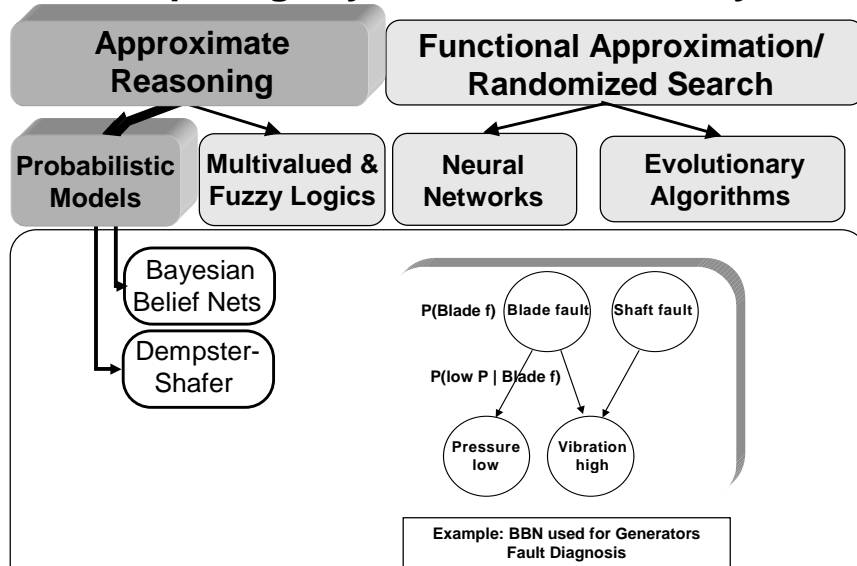 Approximate
Reasoning
Functional Approximation/
Randomized Search
Probabilistic
Models
Multivalued &
Fuzzy Logics
Neural
Networks
Evolutionary
Algorithms
Bayesian
Belief Nets
Dempster-
Shafer
P(Blade f)
Blade fault
Shaft fault
P(low P | Blade f)
Pressure
low
Vibration
high
Example: BBN used for Generators
Fault Diagnosis